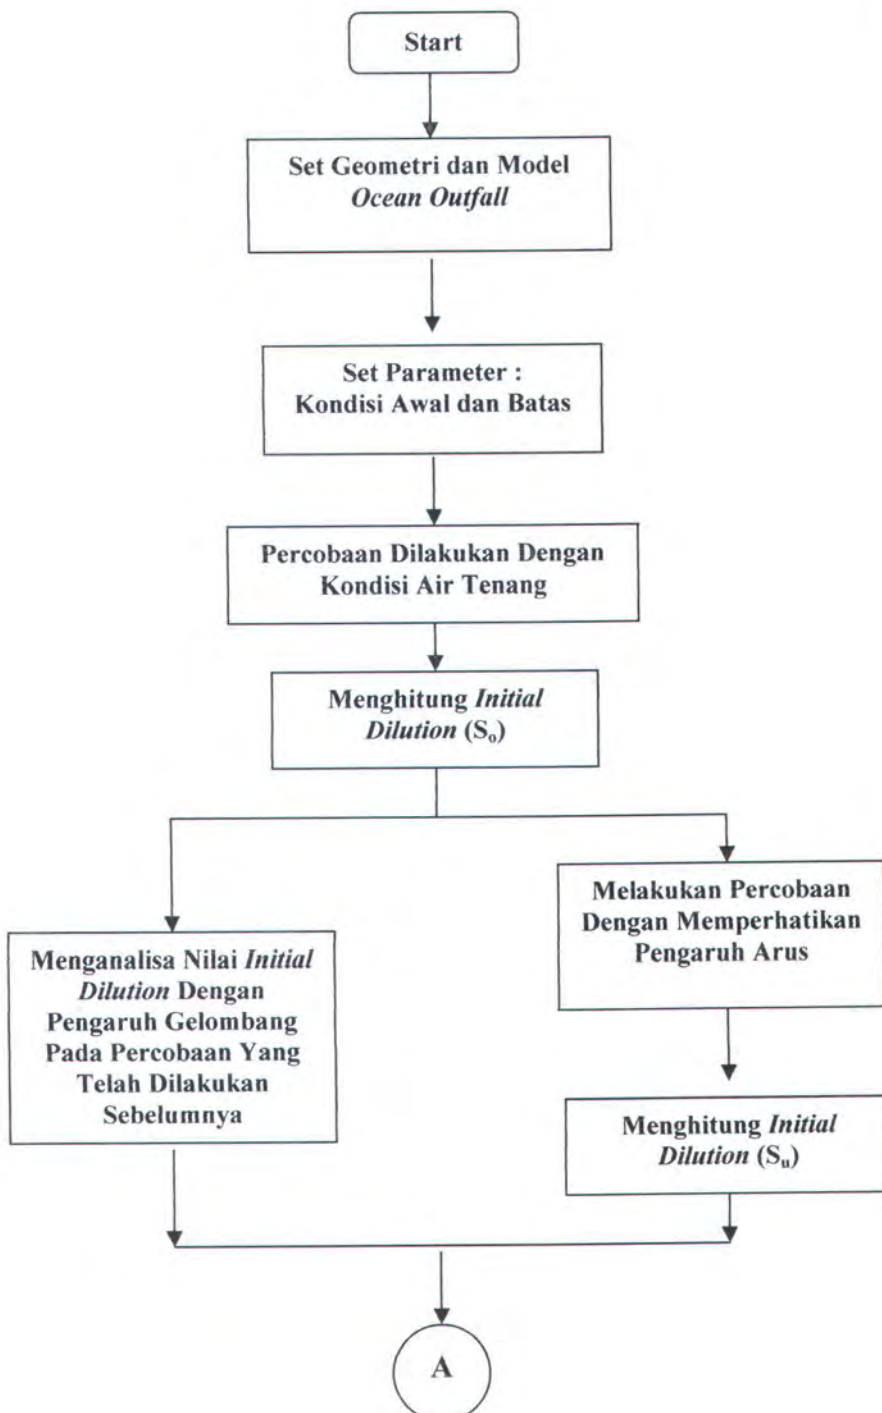 Start
Set Geometri dan Model
Ocean Outfall
Set Parameter :
Kondisi Awal dan Batas
Percobaan Dilakukan Dengan
Kondisi Air Tenang
Menghitung Initial
Dilution (So)
Melakukan Percobaan
Dengan Memperhatikan
Pengaruh Arus
Menganalisa Nilai Initial
Dilution Dengan
Pengaruh Gelombang
Pada Percobaan Yang
Telah Dilakukan
Sebelumnya
Menghitung Initial
Dilution (Su)
A